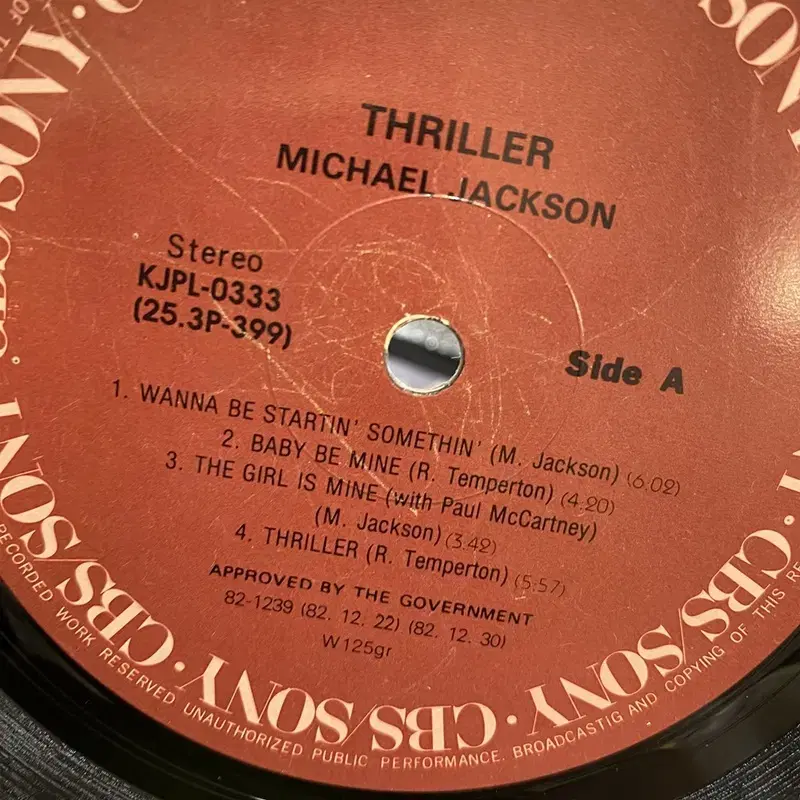 THRILLER
MICHAEL JACKSON
Stereo
KJPL-0333
(25.3P-399)
Side A
1. WANNA BE STARTIN' SOMETHIN' (M. Jackson) (6:02)
2. BABY BE MINE (R. Temperton) (4:20)
3. THE GIRL IS MINE (with Paul McCartney)
(M. Jackson) (3:42)
4. THRILLER (R. Temperton) (5:57)
APPROVED BY THE GOVERNMENT
82-1239 (82. 12. 22) (82. 12. 30)
W125gr
CBS/SONY · CBS/SONY · CBS/SONY · CBS/SONY
RECORDED WORK RESERVED UNAUTHORIZED PUBLIC PERFORMANCE. BROADCASTIG AND COPYING OF THIS RE